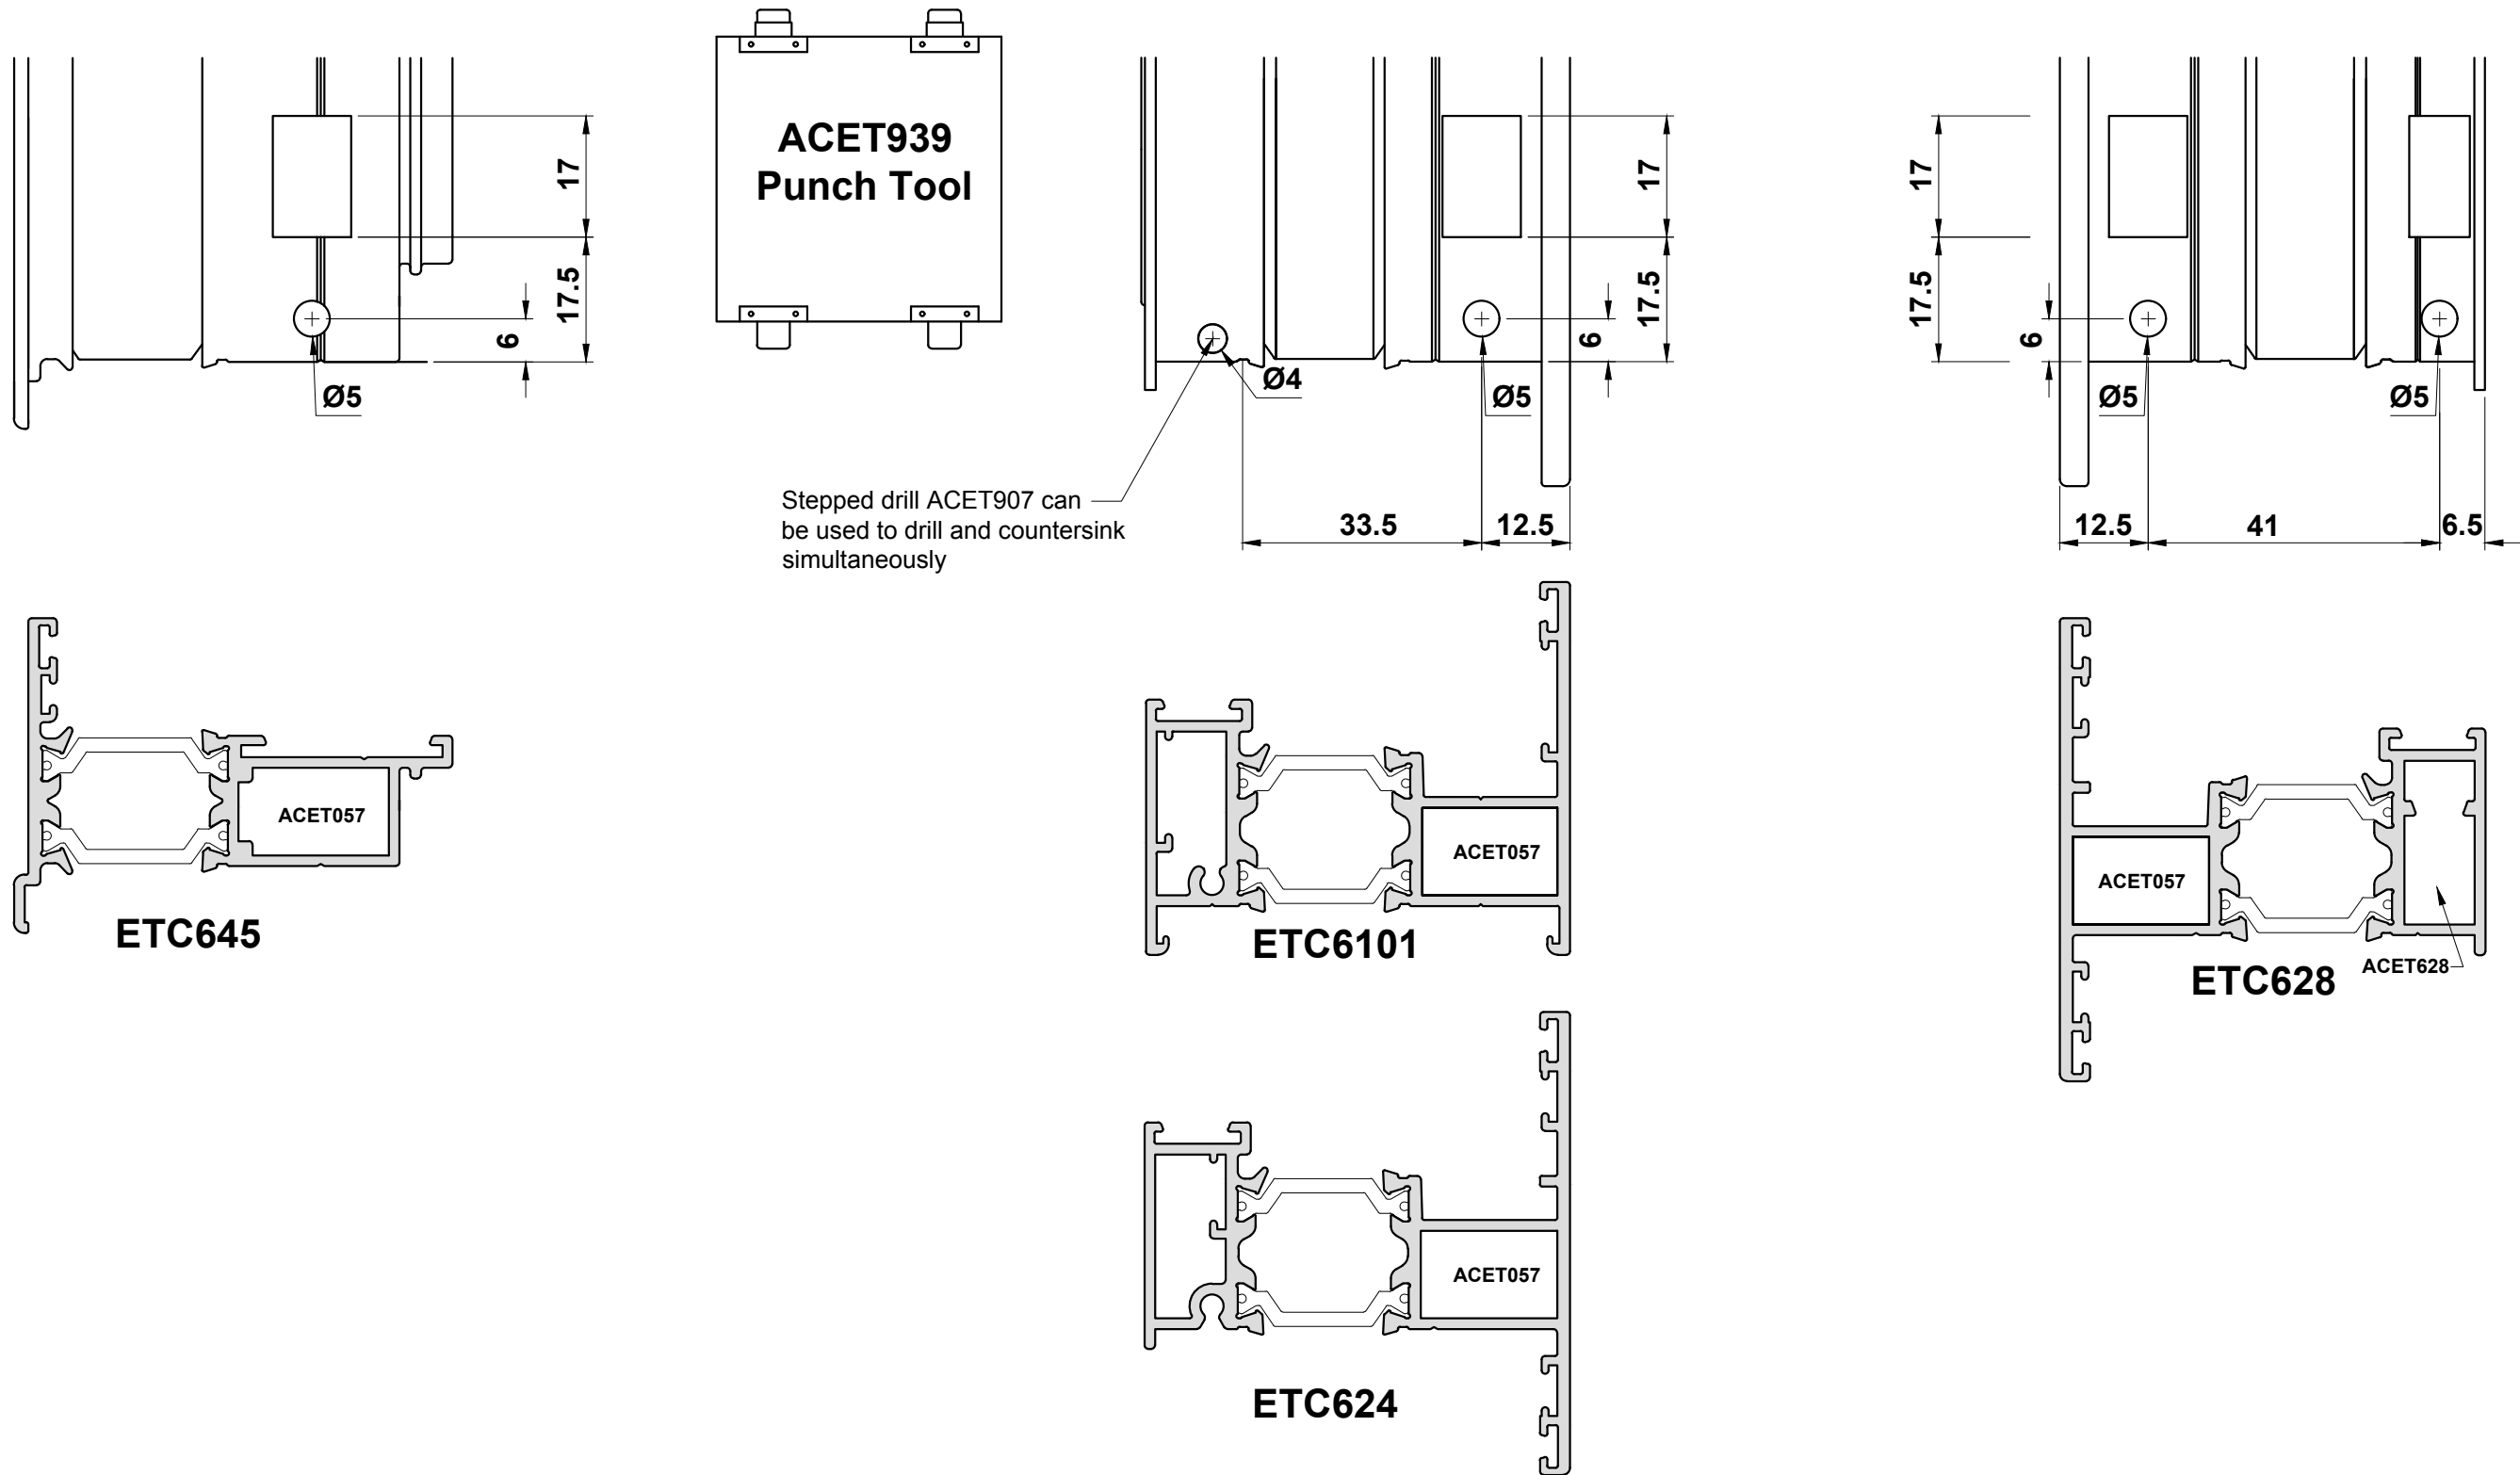 ACET939
Punch Tool
17
17.5
6
Ø5
17
17.5
6
Ø4
Ø5
Stepped drill ACET907 can
be used to drill and countersink
simultaneously
33.5
12.5
17
17.5
6
Ø5
Ø5
12.5
41
6.5
ACET057
ETC645
ACET057
ETC6101
ACET057
ETC628
ACET628
ACET057
ETC624